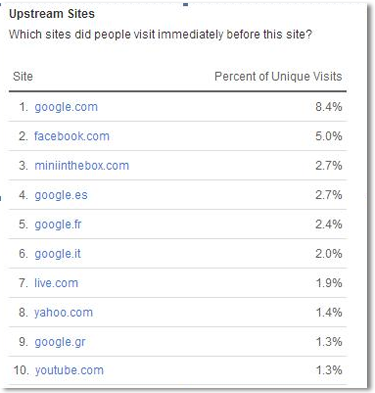 Upstream Sites
Which sites did people visit immediately before this site?
Site Percent of Unique Visits
1. google.com 8.4%
2. facebook.com 5.0%
3. miniinthebox.com 2.7%
4. google.es 2.7%
5. google.fr 2.4%
6. google.it 2.0%
7. live.com 1.9%
8. yahoo.com 1.4%
9. google.gr 1.3%
10. youtube.com 1.3%